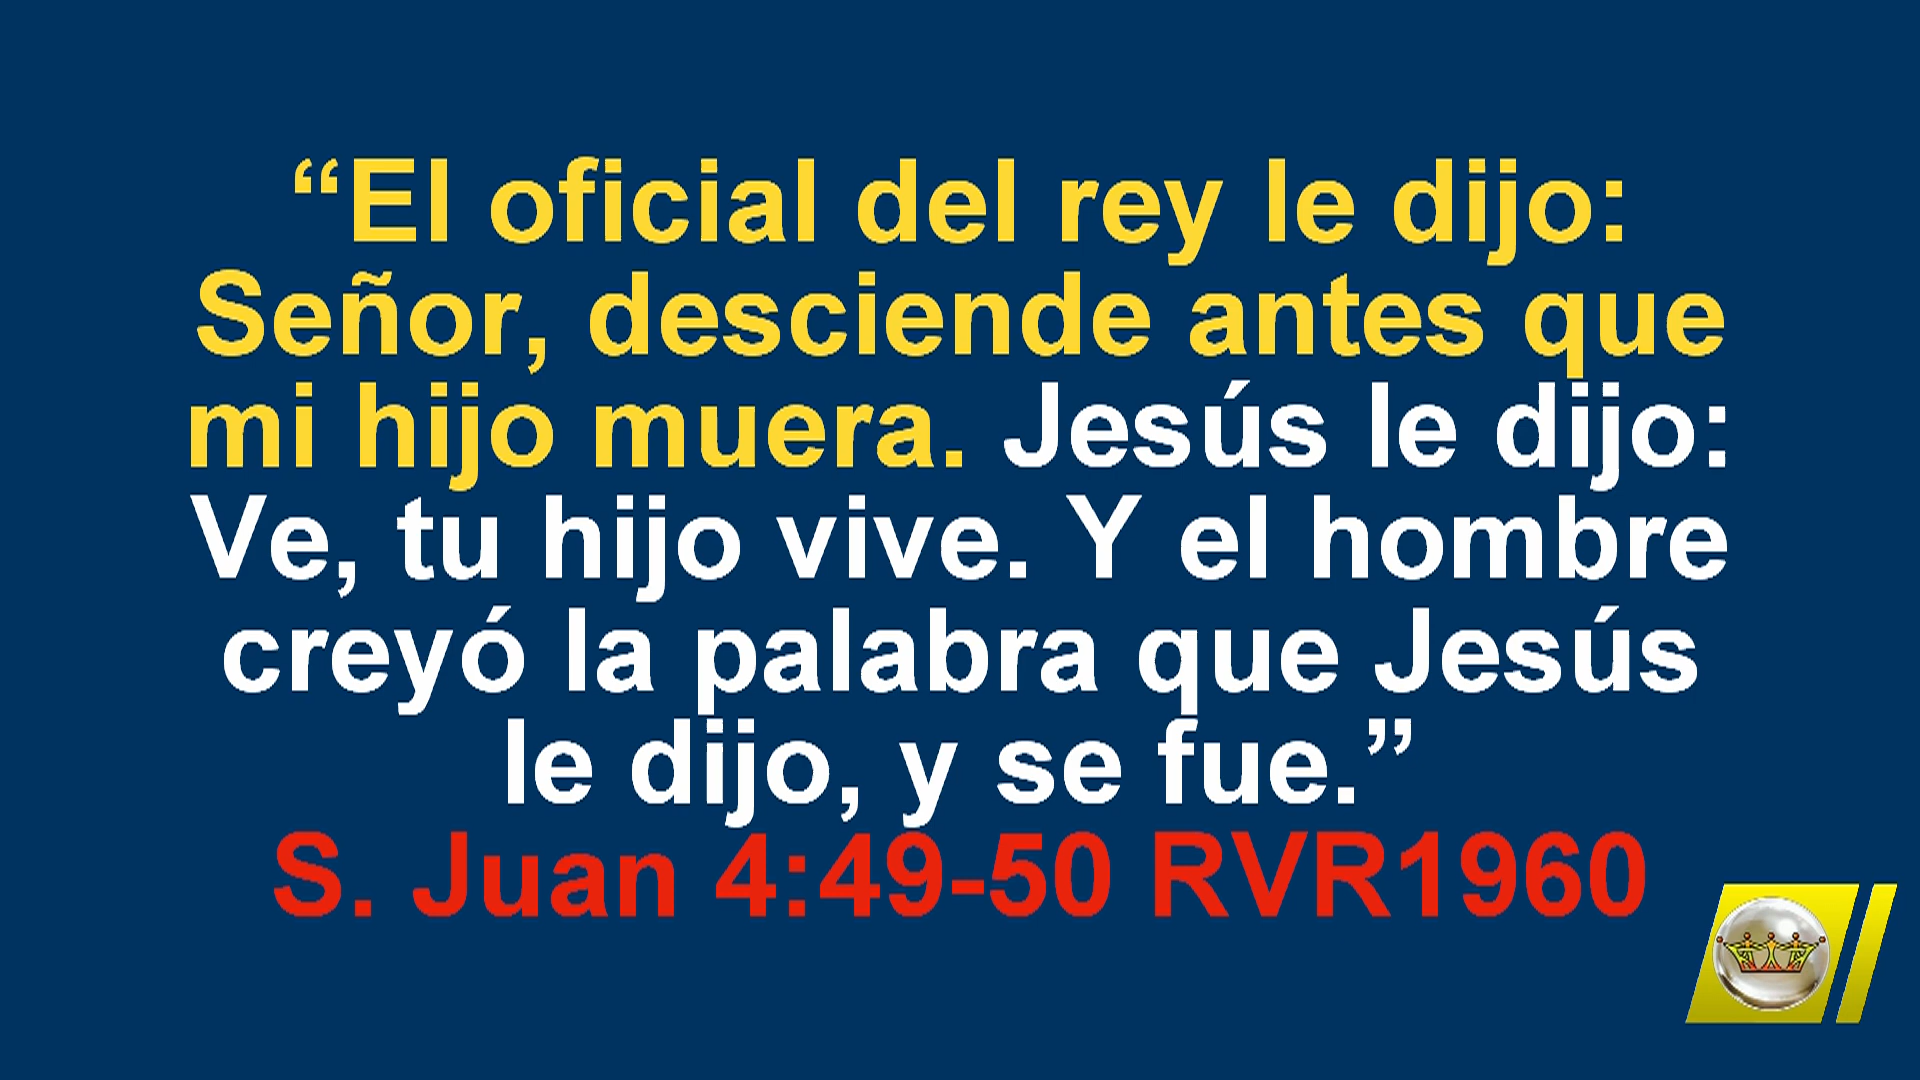 “El oficial del rey le dijo:
Señor, desciende antes que
mi hijo muera. Jesús le dijo:
Ve, tu hijo vive. Y el hombre
creyó la palabra que Jesús
le dijo, y se fue.”
S. Juan 4:49-50 RVR1960